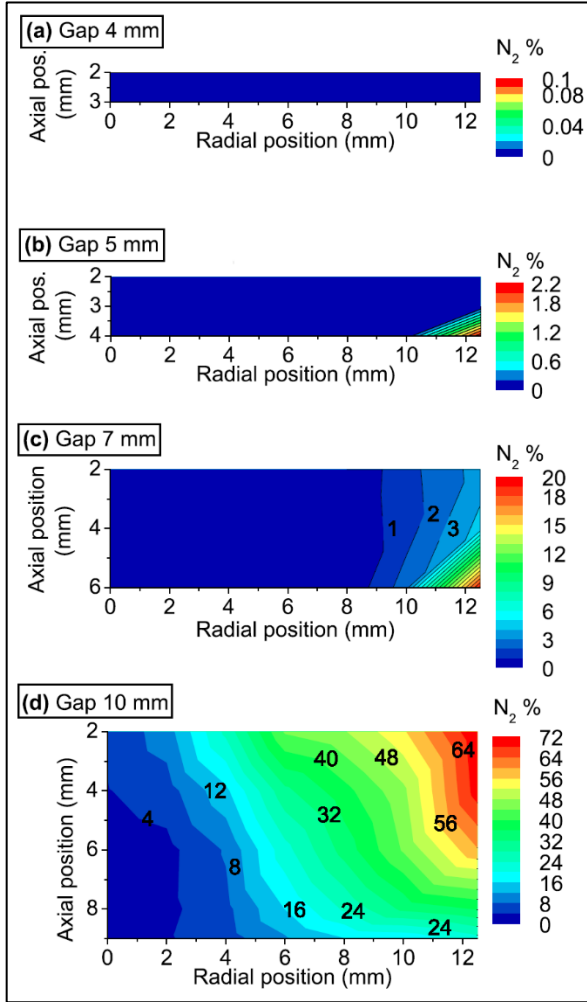 (a) Gap 4 mm
N2 %
Axial pos.
(mm)
2
3
0 2 4 6 8 10 12
Radial position (mm)
0.1
0.08
0.04
0
(b) Gap 5 mm
N2 %
Axial pos.
(mm)
2
3
4
0 2 4 6 8 10 12
Radial position (mm)
2.2
1.8
1.2
0.6
0
(c) Gap 7 mm
N2 %
Axial position
(mm)
2
4
6
1 2 3
0 2 4 6 8 10 12
Radial position (mm)
20
18
15
12
9
6
3
0
(d) Gap 10 mm
N2 %
Axial position
(mm)
2
4
6
8
40 48 64
12 32 56
4
8
16 24 24
0 2 4 6 8 10 12
Radial position (mm)
72
64
56
48
40
32
24
16
8
0